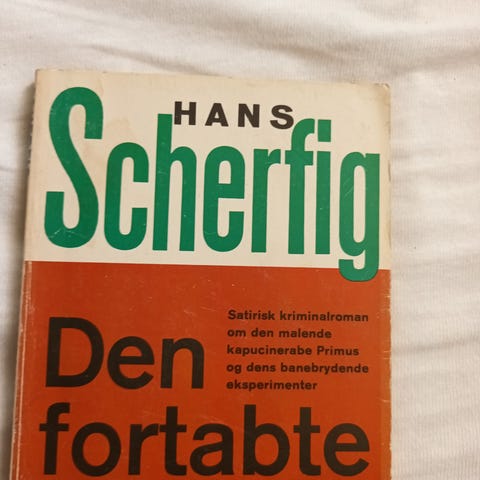 HANS
Scherfig
Satirisk kriminalroman
om den malende
kapucinerabe Primus
og dens banebrydende
eksperimenter
Den
fortabte